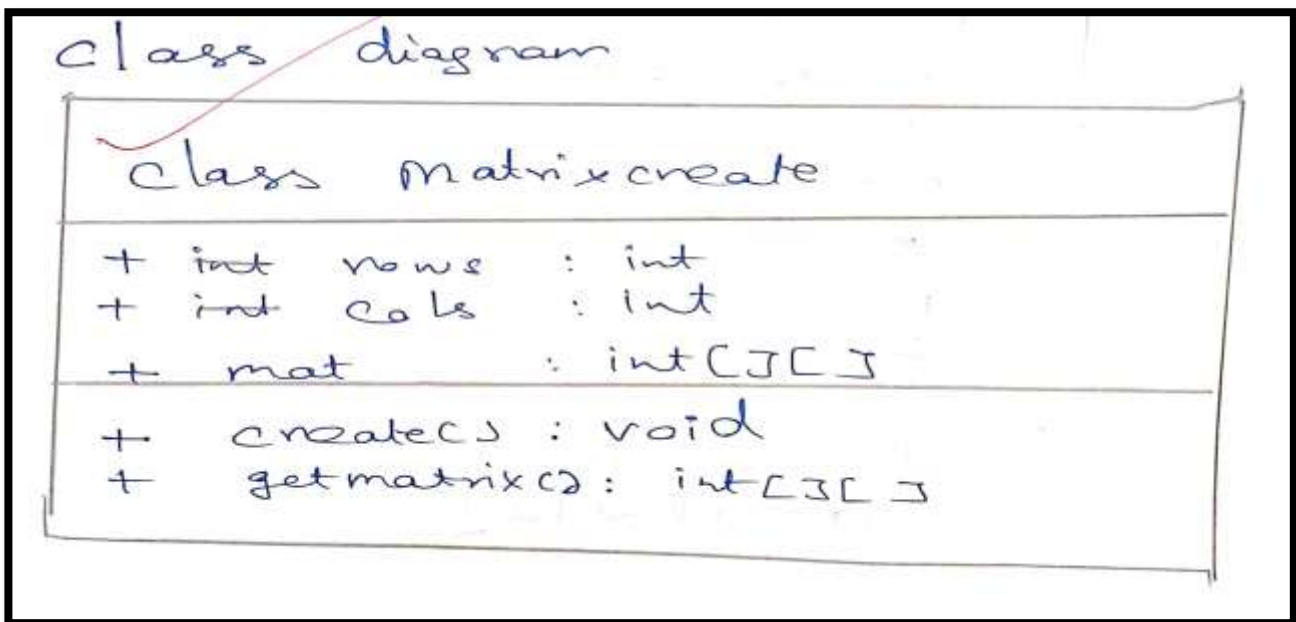 class diagram
class matrixcreate
+ int rows : int
+ int cols : int
+ mat : int[][]
+ create() : void
+ getmatrix() : int[][]